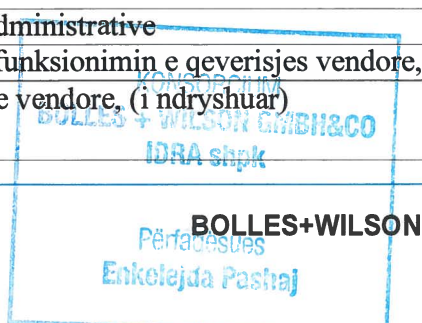 dministrative
funksionimin e qeverisjes vendore,
KONSORCIUM
e vendore, (i ndryshuar)
BOLLES + WILSON GMBH&CO
IDRA shpk
BOLLES+WILSON
Përfaqësues
Enkelejda Pashaj